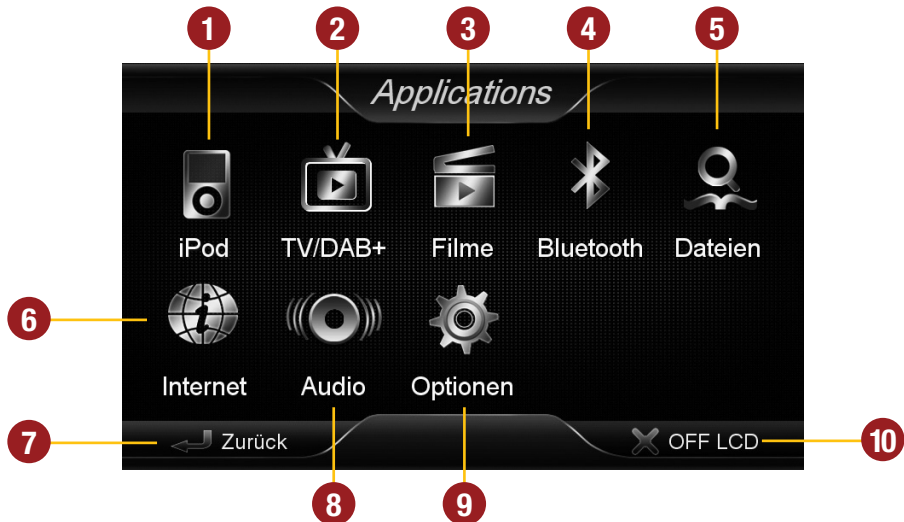 1 2 3 4 5
Applications
iPod TV/DAB+ Filme Bluetooth Dateien
6
Internet Audio Optionen
7 Zurück OFF LCD 10
8 9